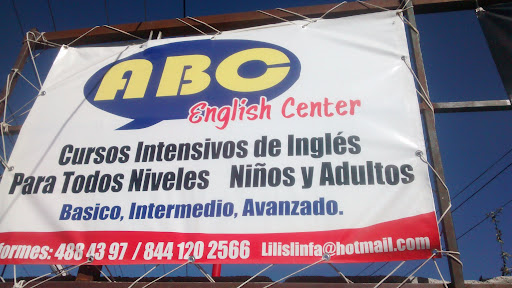 ABC
English Center
Cursos Intensivos de Inglés
Para Todos Niveles Niños y Adultos
Basico, Intermedio, Avanzado.
formes: 488 43 97 / 844 120 2566 Lilislinfa@hotmail.com